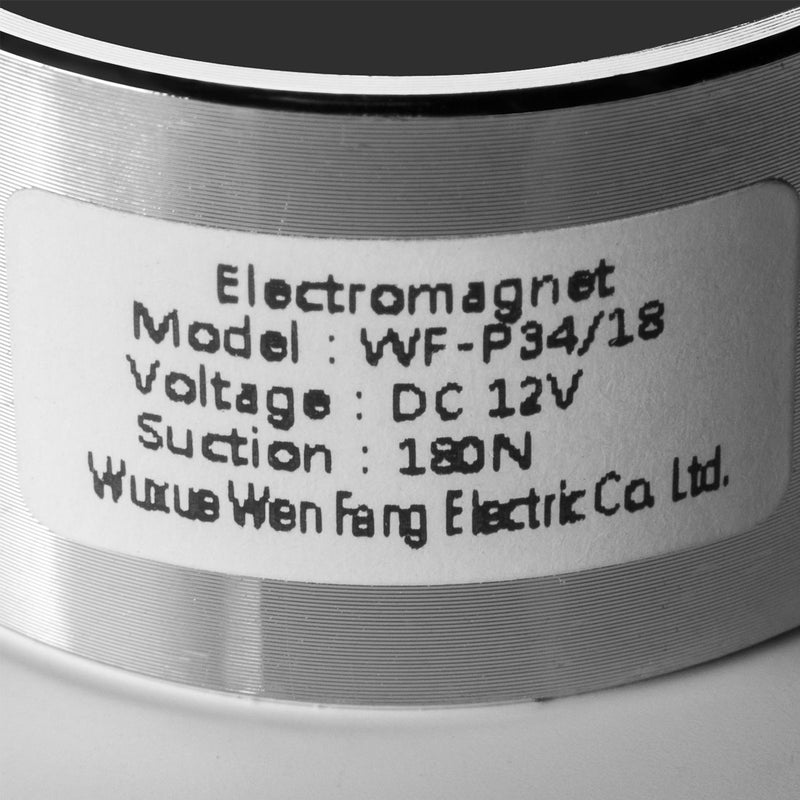 Electromagnet
Model : WF-P34/18
Voltage : DC 12V
Suction : 180N
Wuxue Wen Fang Electric Co. Ltd.